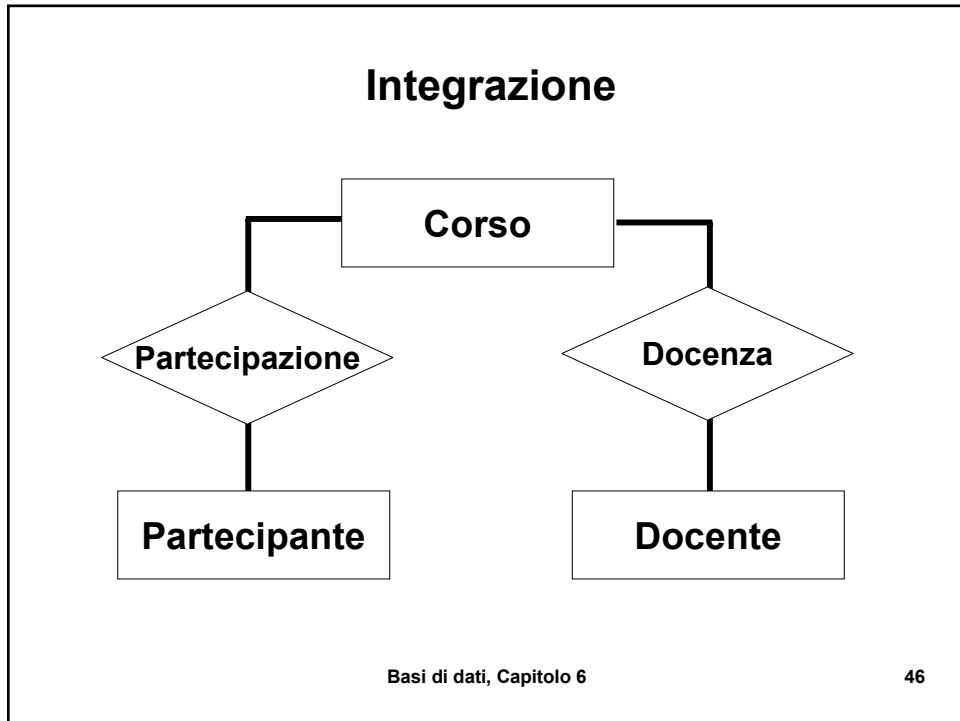 Integrazione
Corso
Partecipazione
Docenza
Partecipante
Docente
Basi di dati, Capitolo 6
46